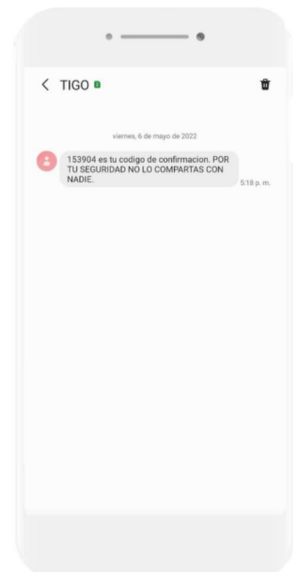 TIGO
viernes, 6 de mayo de 2022
153904 es tu codigo de confirmacion. POR
TU SEGURIDAD NO LO COMPARTAS CON
NADIE.
5:18 p. m.